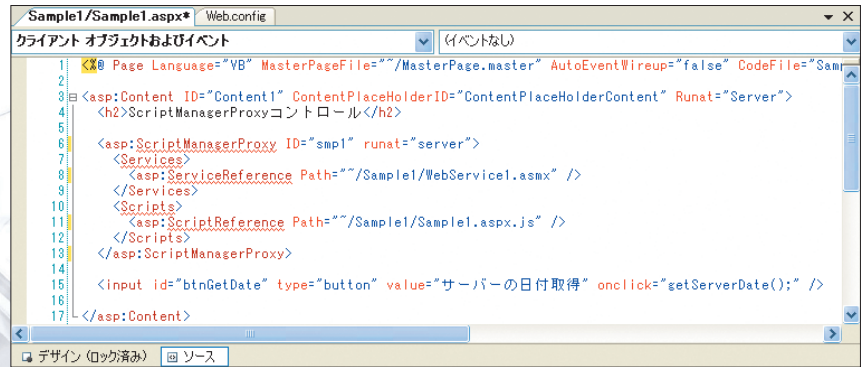 Sample1/Sample1.aspx* Web.config
クライアント オブジェクトおよびイベント (イベントなし)
1 <%@ Page Language="VB" MasterPageFile="~/MasterPage.master" AutoEventWireup="false" CodeFile="Sam
2
3 <asp:Content ID="Content1" ContentPlaceHolderID="ContentPlaceHolderContent" Runat="Server">
4 <h2>ScriptManagerProxyコントロール</h2>
5
6 <asp:ScriptManagerProxy ID="smp1" runat="server">
7 <Services>
8 <asp:ServiceReference Path="~/Sample1/WebService1.asmx" />
9 </Services>
10 <Scripts>
11 <asp:ScriptReference Path="~/Sample1/Sample1.aspx.js" />
12 </Scripts>
13 </asp:ScriptManagerProxy>
14
15 <input id="btnGetDate" type="button" value="サーバーの日付取得" onclick="getServerDate();" />
16
17 </asp:Content>
デザイン (ロック済み) ソース